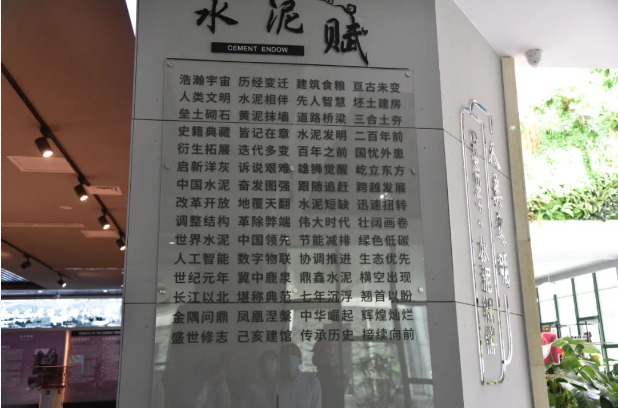 水泥赋
CEMENT ENDOW
浩瀚宇宙 历经变迁 建筑食粮 亘古未变
人类文明 水泥相伴 先人智慧 坯土建房
垒土砌石 黄泥抹墙 道路桥梁 三合土夯
史籍典藏 皆记在章 水泥发明 二百年前
衍生拓展 迭代多变 百年之前 国忧外患
启新洋灰 诉说艰难 雄狮觉醒 屹立东方
中国水泥 奋发图强 跟随追赶 跨越发展
改革开放 地覆天翻 水泥短缺 迅速扭转
调整结构 革除弊端 伟大时代 壮阔画卷
世界水泥 中国领先 节能减排 绿色低碳
人工智能 数字物联 协调推进 生态优先
世纪元年 冀中鹿泉 鼎鑫水泥 横空出现
长江以北 堪称典范 七年沉浮 翘首以盼
金隅问鼎 凤凰涅槃 中华崛起 辉煌灿烂
盛世修志 己亥建馆 传承历史 接续向前